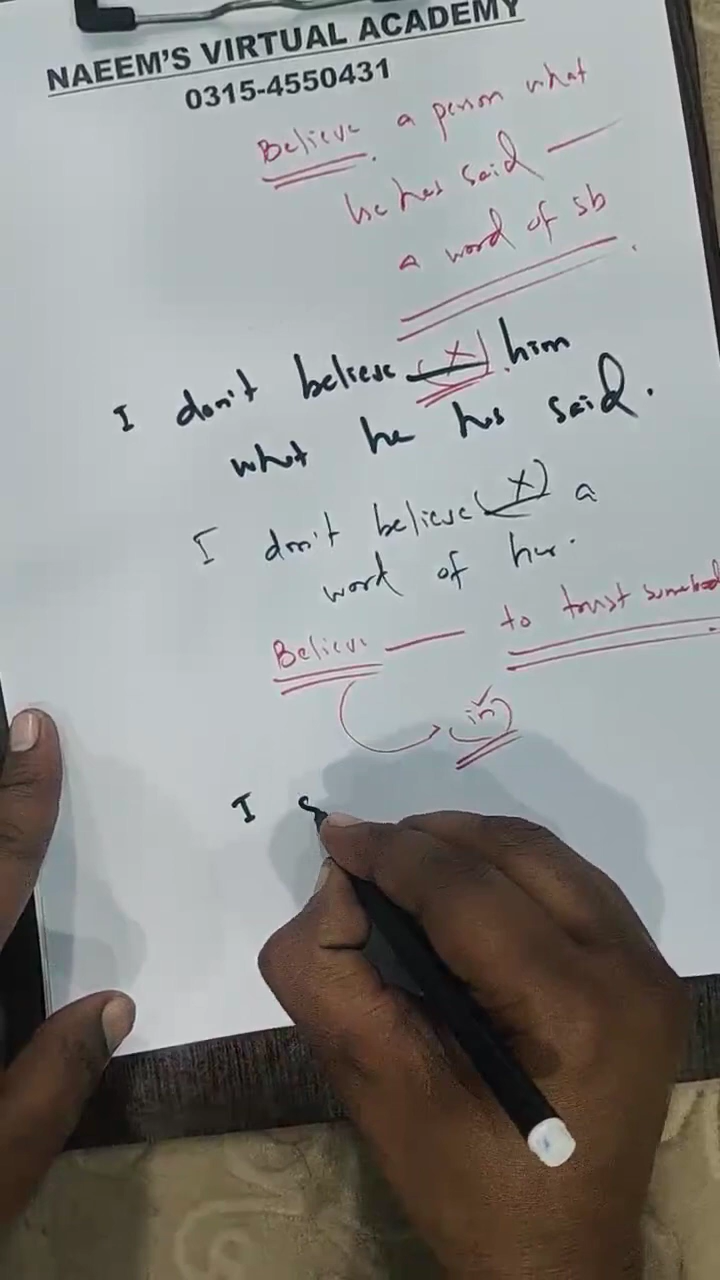 NAEEM'S VIRTUAL ACADEMY
0315-4550431
Believe a person what
he has said —
a word of sb
I don't believe (x) him
what he has said.
I don't believe (x) a
word of her.
Believe — to trust somebod
(in)
I